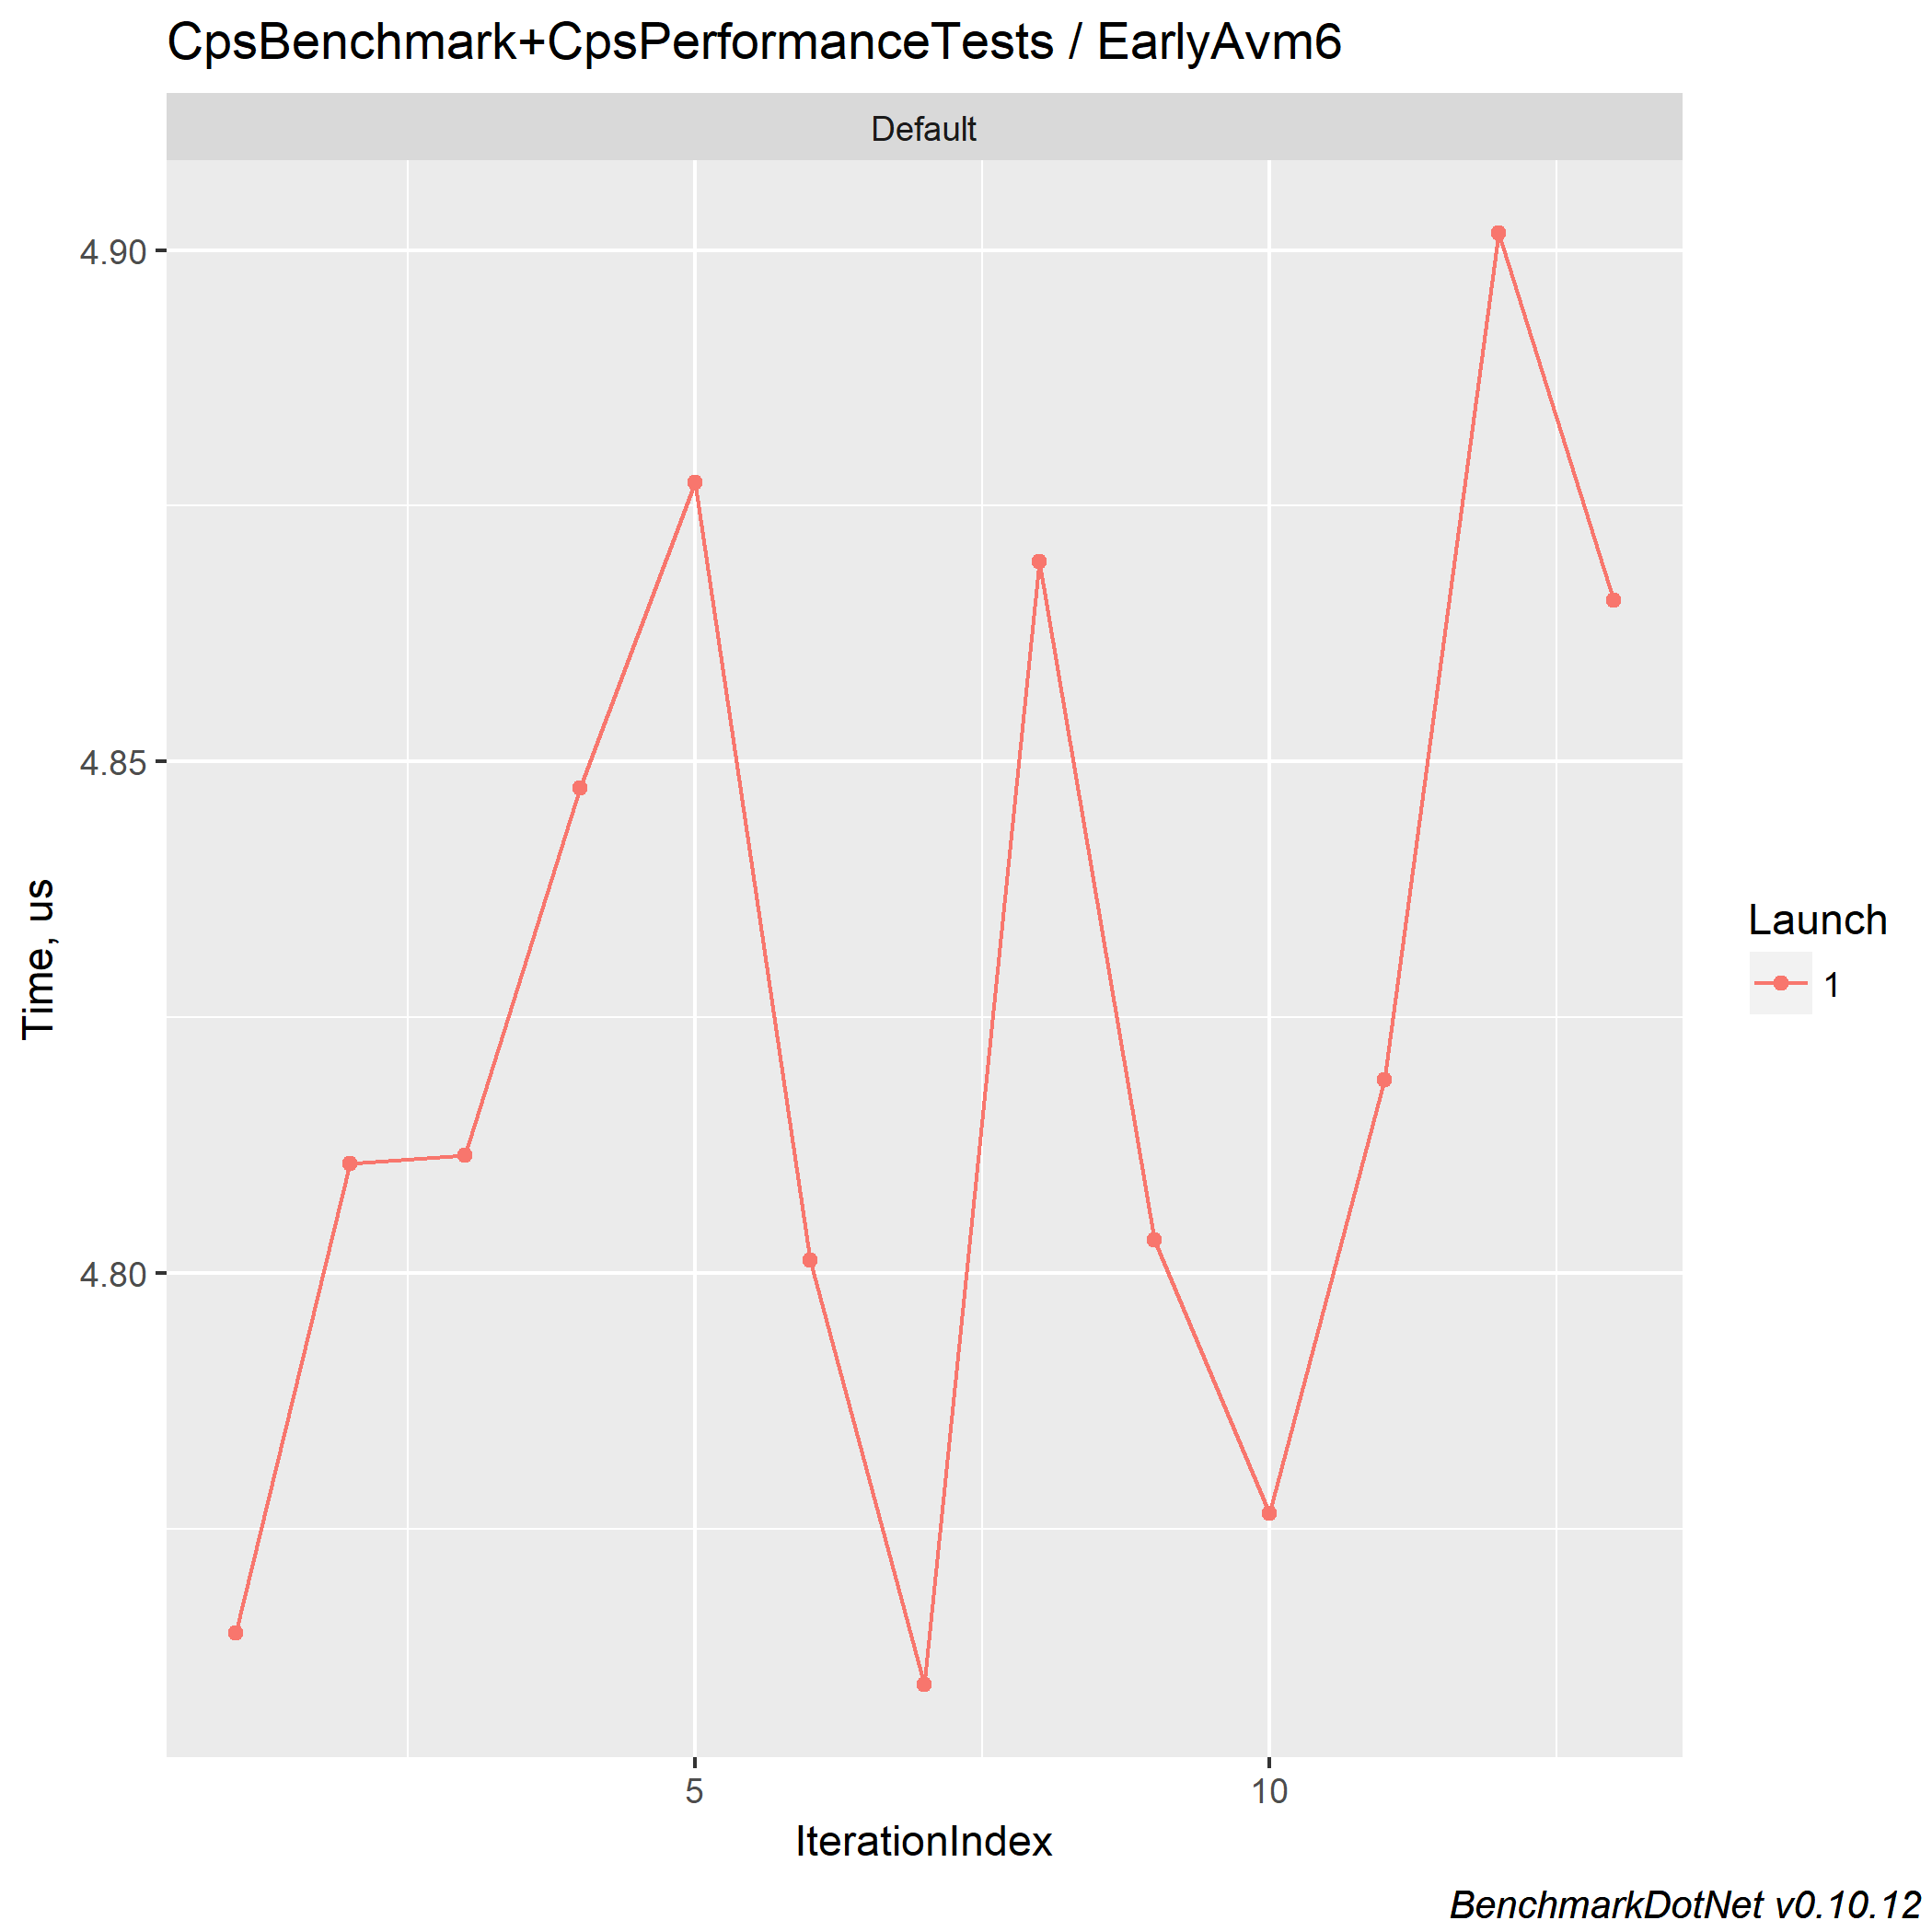 CpsBenchmark+CpsPerformanceTests / EarlyAvm6
Default
4.90
4.85
4.80
Time, us
5
10
IterationIndex
Launch
1
BenchmarkDotNet v0.10.12